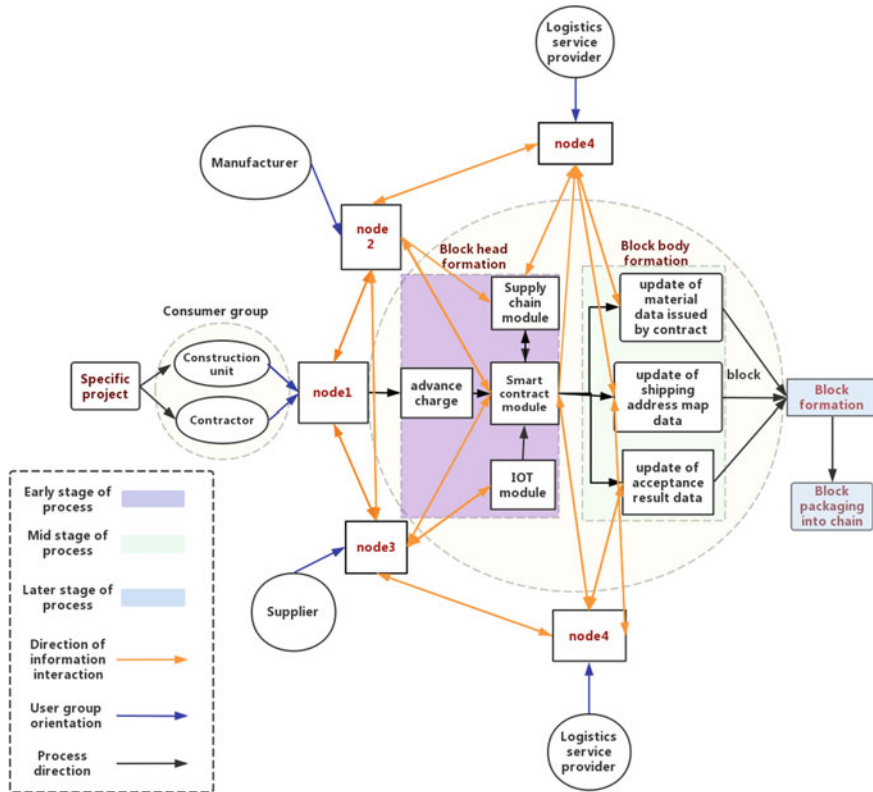 Logistics
service
provider
node4
Manufacturer
node
2
Block head
formation
Block body
formation
Supply
chain
module
update of
material
data issued
by contract
Consumer group
Construction
unit
Specific
project
node1
advance
charge
Smart
contract
module
update of
shipping
address map
data
block
Block
formation
Contractor
IOT
module
update of
acceptance
result data
Block
packaging
into chain
Early stage of
process
Mid stage of
process
Later stage of
process
Direction of
information
interaction
User group
orientation
Process
direction
node3
Supplier
node4
Logistics
service
provider